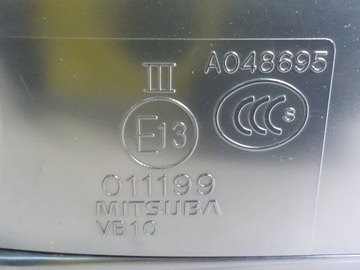 III A048695
E13 CCC S
011199
MITSUBA
VB10